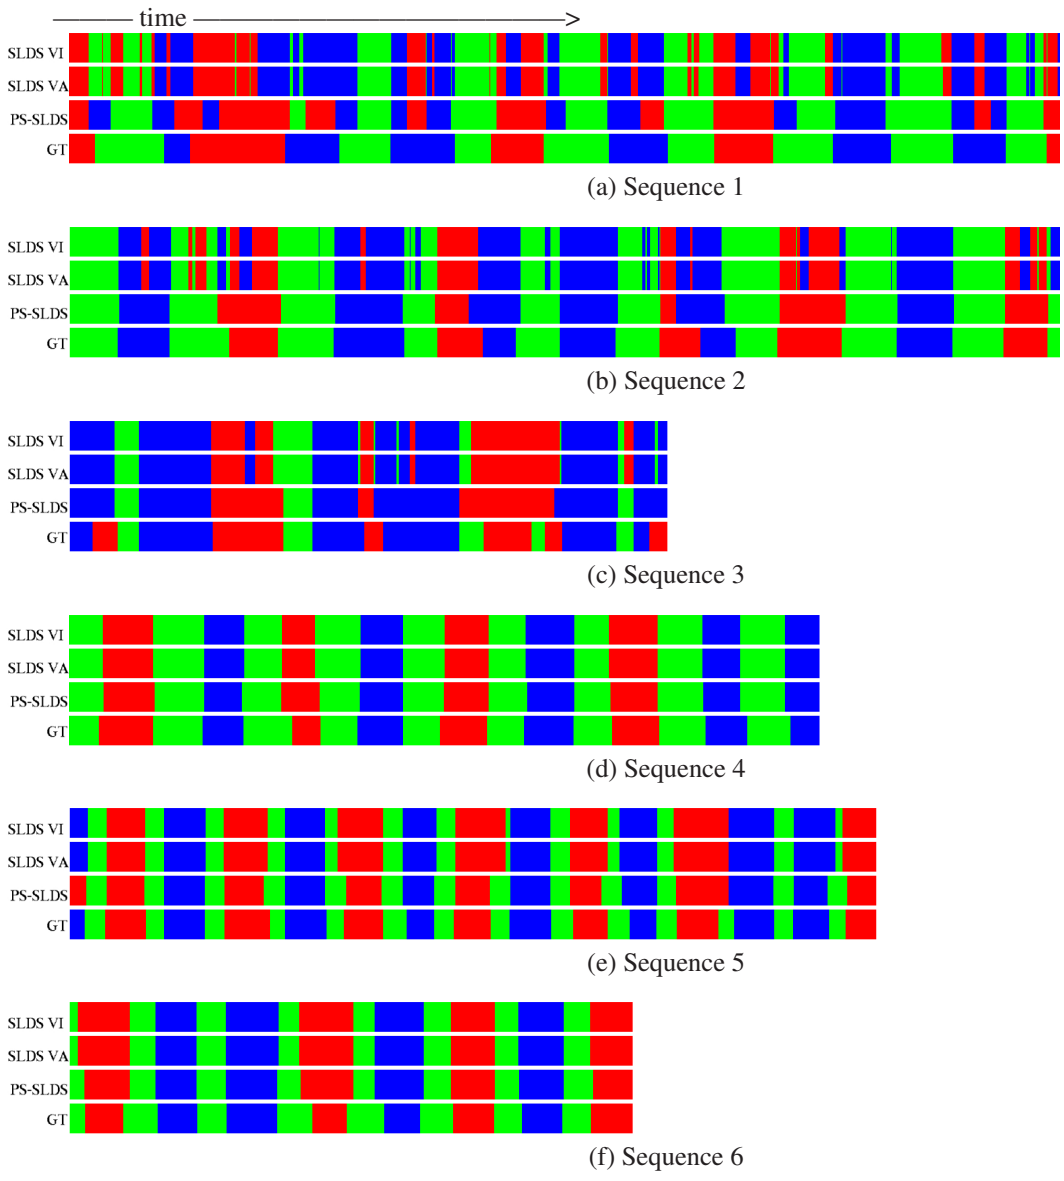 time
SLDS VI
SLDS VA
PS-SLDS
GT
(a) Sequence 1
SLDS VI
SLDS VA
PS-SLDS
GT
(b) Sequence 2
SLDS VI
SLDS VA
PS-SLDS
GT
(c) Sequence 3
SLDS VI
SLDS VA
PS-SLDS
GT
(d) Sequence 4
SLDS VI
SLDS VA
PS-SLDS
GT
(e) Sequence 5
SLDS VI
SLDS VA
PS-SLDS
GT
(f) Sequence 6